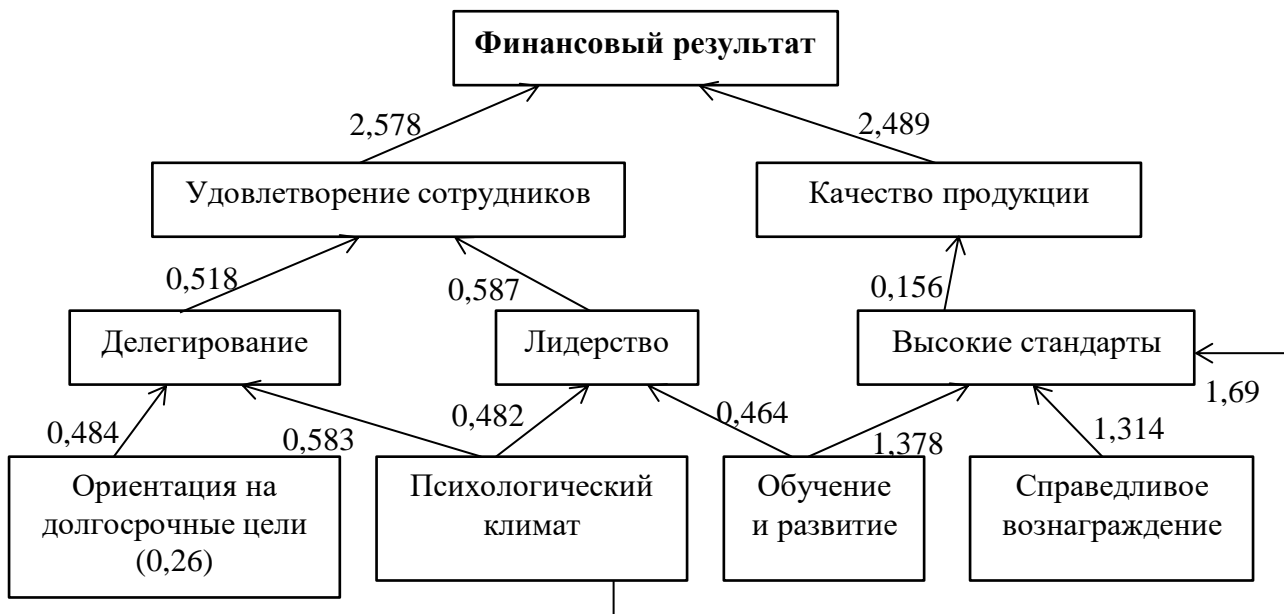 Финансовый результат
2,578
2,489
Удовлетворение сотрудников
Качество продукции
0,518
0,587
0,156
Делегирование
Лидерство
Высокие стандарты
1,69
0,484
0,583
0,482
0,464
1,378
1,314
Ориентация на
долгосрочные цели
(0,26)
Психологический
климат
Обучение
и развитие
Справедливое
вознаграждение